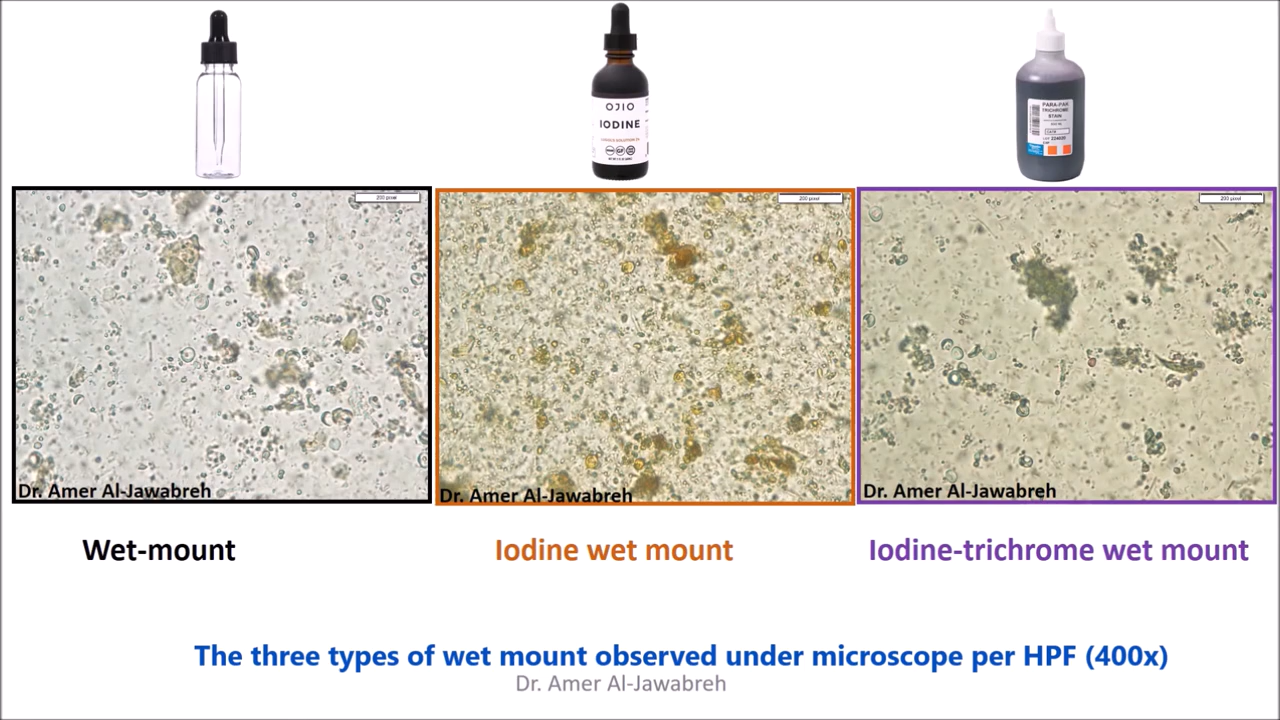 OJIO
IODINE
PARA-PAK
TRICHROME
STAIN
200 pixel
200 pixel
200 pixel
Dr. Amer Al-Jawabreh
Dr. Amer Al-Jawabreh
Dr. Amer Al-Jawabreh
Wet-mount
Iodine wet mount
Iodine-trichrome wet mount
The three types of wet mount observed under microscope per HPF (400x)
Dr. Amer Al-Jawabreh